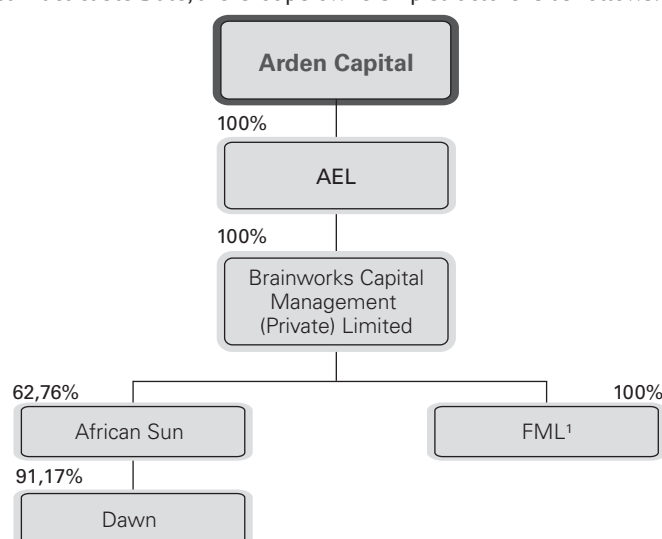 Arden Capital
100%
AEL
100%
Brainworks Capital
Management
(Private) Limited
62,76%
100%
African Sun
FML¹
91,17%
Dawn